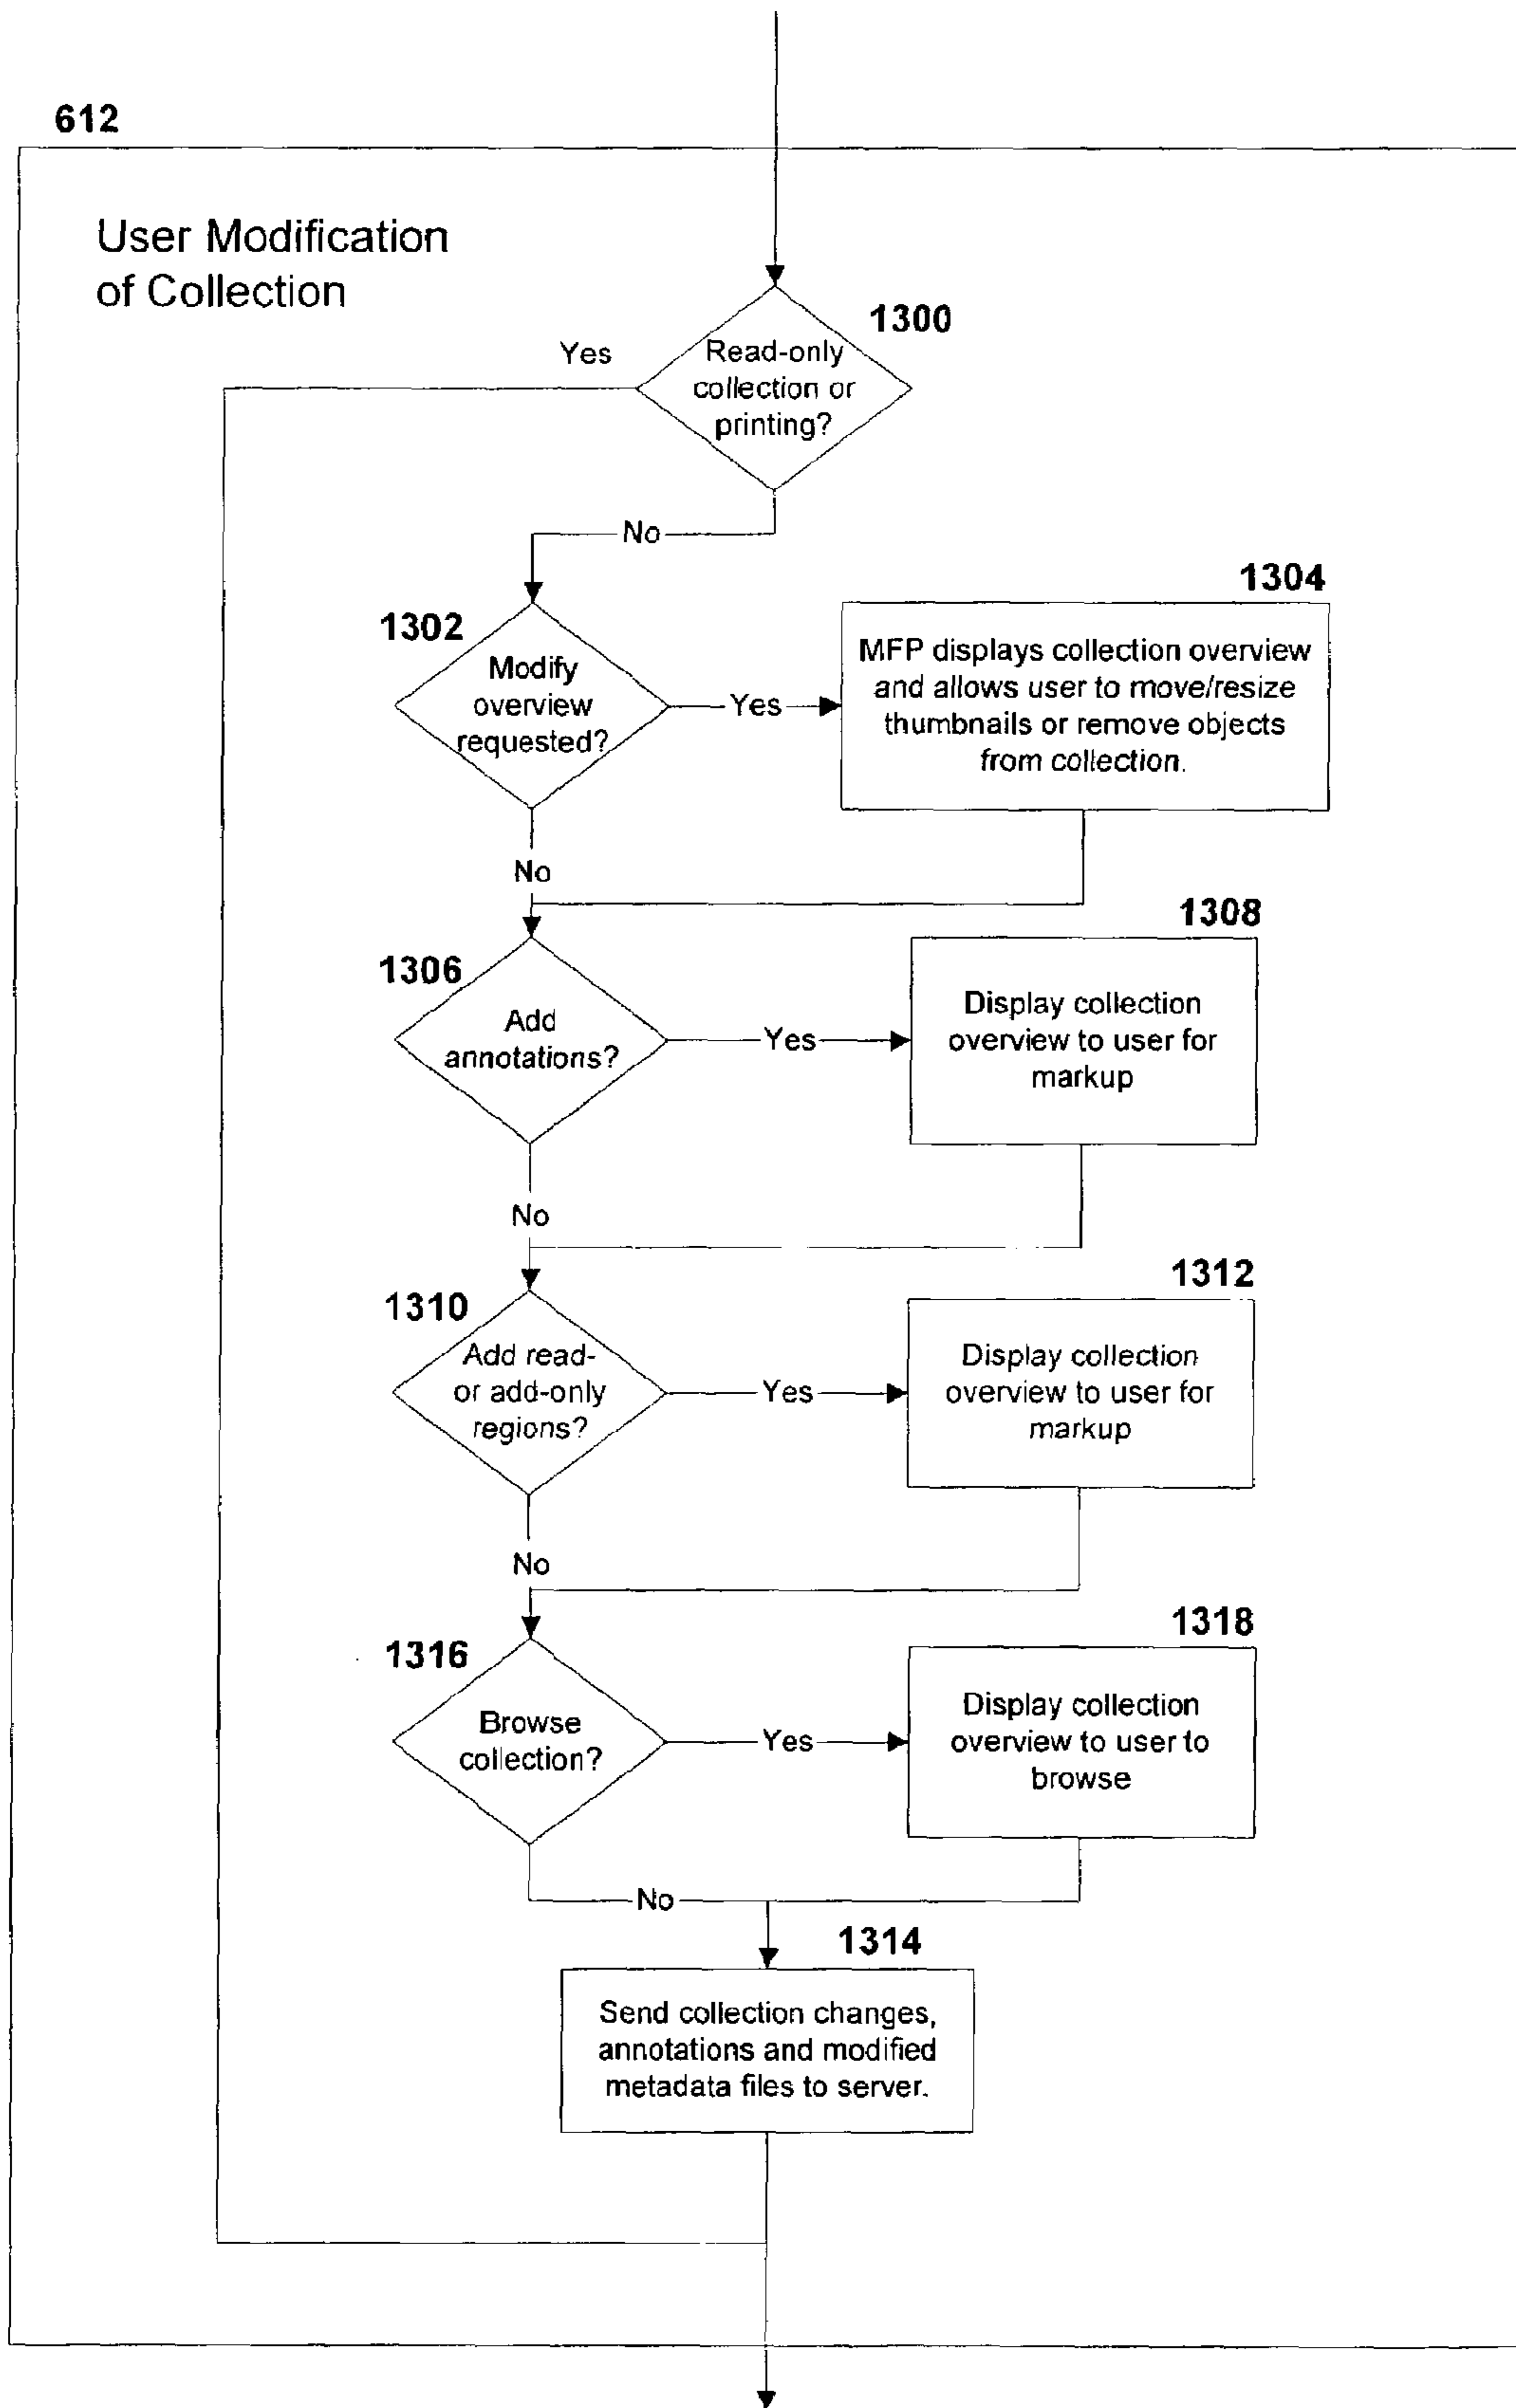 612
User Modification
of Collection
1300
Yes
Read-only
collection or
printing?
No
1302
Modify
overview
requested?
Yes
1304
MFP displays collection overview
and allows user to move/resize
thumbnails or remove objects
from collection.
No
1306
Add
annotations?
Yes
1308
Display collection
overview to user for
markup
No
1310
Add read-
or add-only
regions?
Yes
1312
Display collection
overview to user for
markup
No
1316
Browse
collection?
Yes
1318
Display collection
overview to user to
browse
No
1314
Send collection changes,
annotations and modified
metadata files to server.